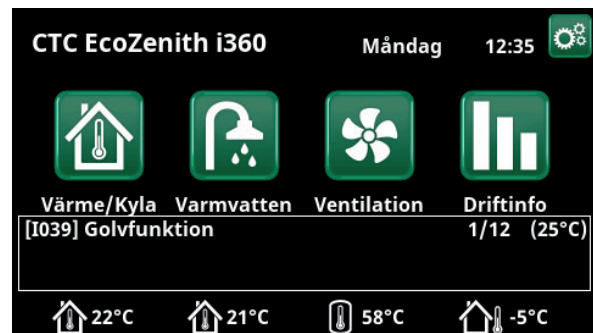 CTC EcoZenith i360 Måndag 12:35
Värme/Kyla Varmvatten Ventilation Driftinfo
[I039] Golvfunktion 1/12 (25°C)
22°C 21°C 58°C -5°C